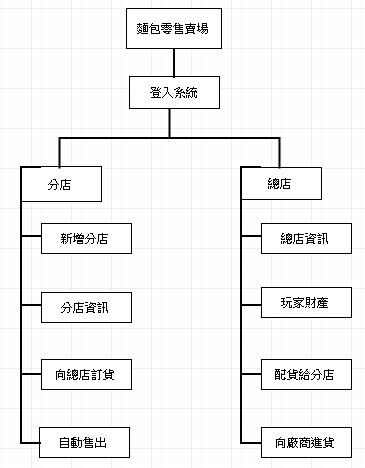 麵包零售賣場
登入系統
分店
總店
新增分店
總店資訊
分店資訊
玩家財產
向總店訂貨
配貨給分店
自動售出
向廠商進貨